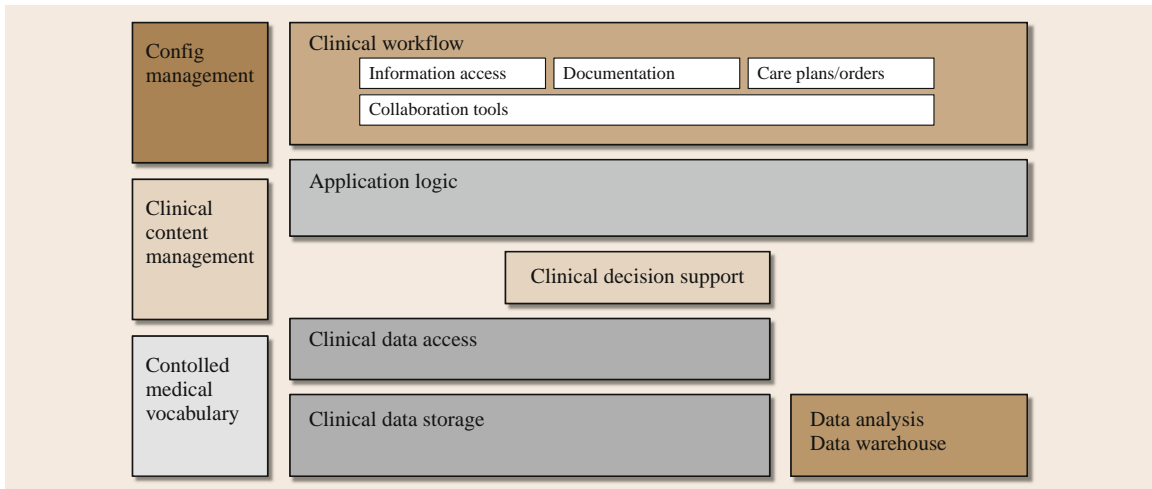 Config
management
Clinical workflow
Information access
Documentation
Care plans/orders
Collaboration tools
Application logic
Clinical
content
management
Clinical decision support
Clinical data access
Contolled
medical
vocabulary
Clinical data storage
Data analysis
Data warehouse